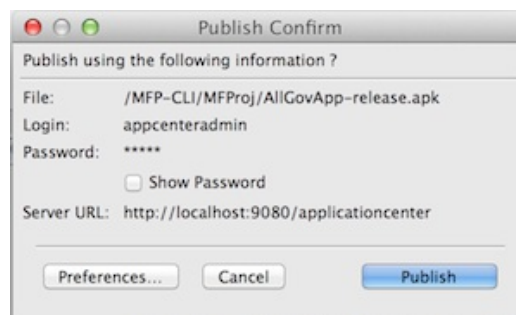 Publish Confirm
Publish using the following information ?
File: /MFP-CLI/MFProj/AllGovApp-release.apk
Login: appcenteradmin
Password: *****
Show Password
Server URL: http://localhost:9080/applicationcenter
Preferences... Cancel Publish